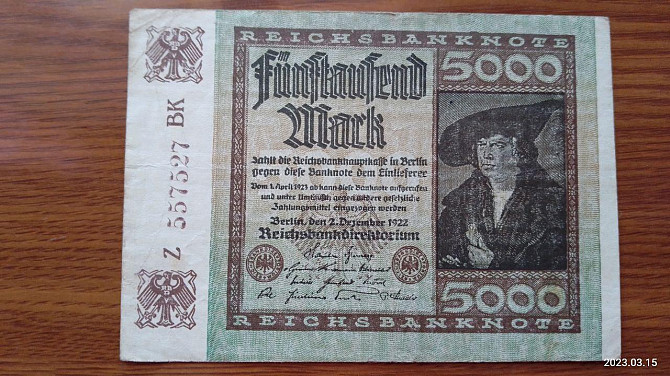 REICHSBANKNOTE
5000
Fünftausend
Mark
Zahlt die Reichsbankhauptkasse in Berlin
gegen diese Banknote dem Einlieferer
Vom 1. April 1923 ab kann diese Banknote aufgerufen
und unter Umtausch gegen andere gesetzliche
Zahlungsmittel eingezogen werden
Berlin, den 2. Dezember 1922
Reichsbankdirektorium
5000
REICHSBANKNOTE
Z 557527 BK
2023.03.15